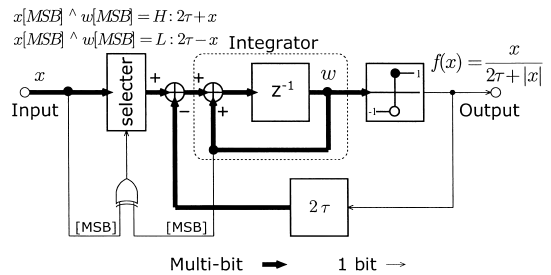 x[MSB] ^ w[MSB] = H : 2τ + x
x[MSB] ^ w[MSB] = L : 2τ − x
Integrator
x
selecter
+
−
+
+
z⁻¹
w
1
-1
f(x) = x / 2τ + |x|
Input
Output
2τ
[MSB]
[MSB]
Multi-bit
1 bit